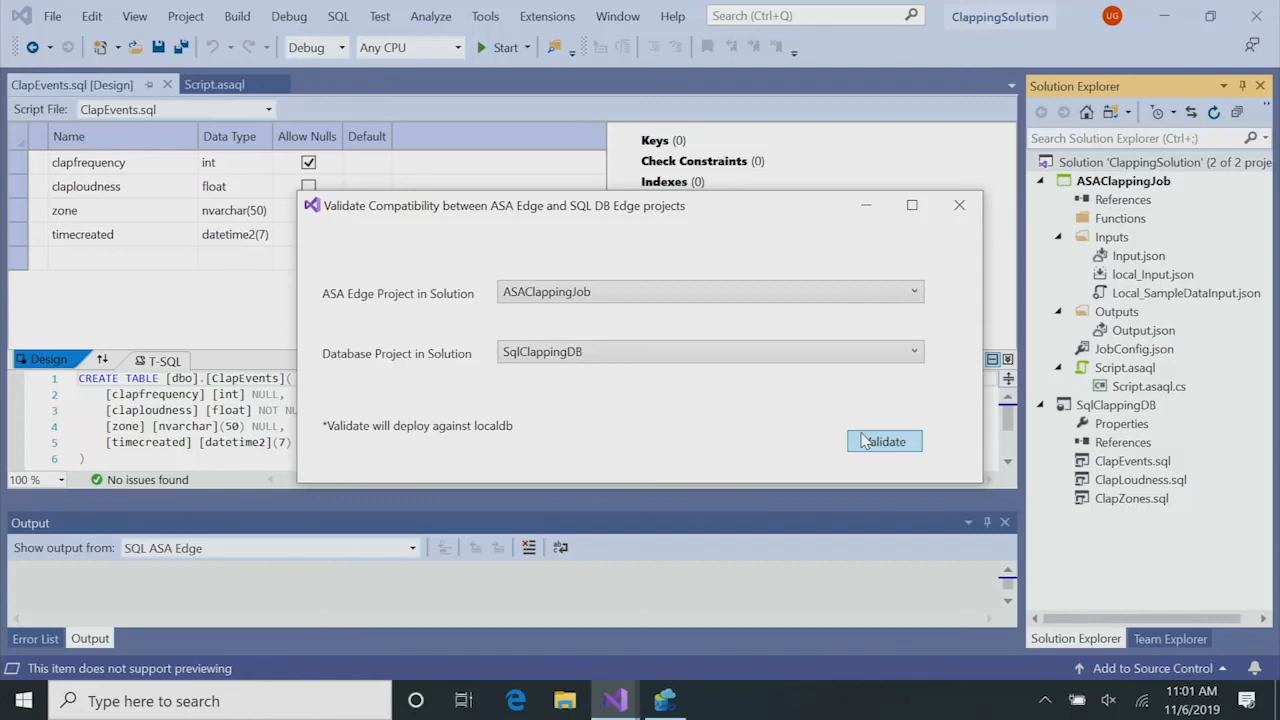 File Edit View Project Build Debug SQL Test Analyze Tools Extensions Window Help Search (Ctrl+Q) ClappingSolution UG
Debug Any CPU Start
ClapEvents.sql [Design] Script.asaql
Script File: ClapEvents.sql
Name Data Type Allow Nulls Default
clapfrequency int
claploudness float
zone nvarchar(50)
timecreated datetime2(7)
Keys (0)
Check Constraints (0)
Indexes (0)
Validate Compatibility between ASA Edge and SQL DB Edge projects
ASA Edge Project in Solution ASAClappingJob
Database Project in Solution SqlClappingDB
*Validate will deploy against localdb
Validate
Design T-SQL
1 CREATE TABLE [dbo].[ClapEvents](
2 [clapfrequency] [int] NULL,
3 [claploudness] [float] NOT NU
4 [zone] [nvarchar](50) NULL,
5 [timecreated] [datetime2](7)
6 )
100 % No issues found
Output
Show output from: SQL ASA Edge
Error List Output
Solution Explorer
Search Solution Explorer (Ctrl+;)
Solution 'ClappingSolution' (2 of 2 proje
ASAClappingJob
References
Functions
Inputs
Input.json
local_Input.json
Local_SampleDataInput.json
Outputs
Output.json
JobConfig.json
Script.asaql
Script.asaql.cs
SqlClappingDB
Properties
References
ClapEvents.sql
ClapLoudness.sql
ClapZones.sql
Solution Explorer Team Explorer
This item does not support previewing Add to Source Control
Type here to search
11:01 AM
11/6/2019